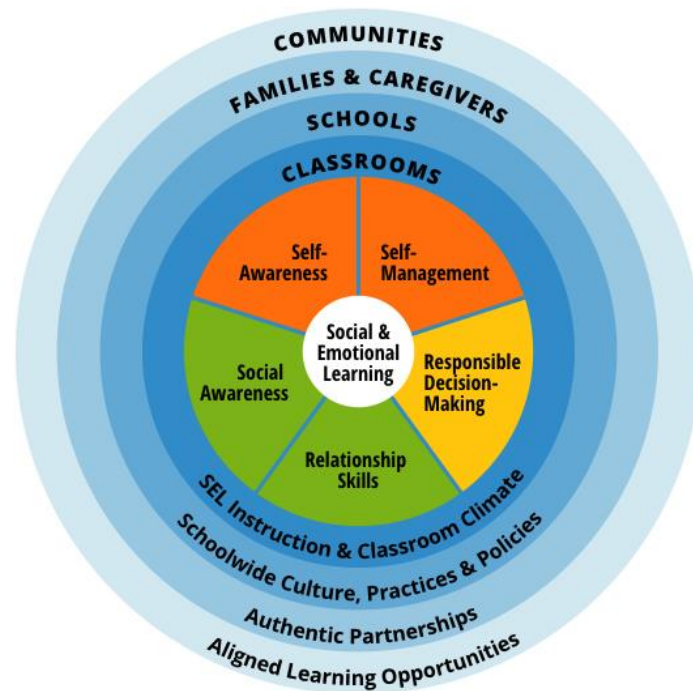 COMMUNITIES
FAMILIES & CAREGIVERS
SCHOOLS
CLASSROOMS
Self-
Awareness
Self-
Management
Social &
Emotional
Learning
Social
Awareness
Responsible
Decision-
Making
Relationship
Skills
SEL Instruction & Classroom Climate
Schoolwide Culture, Practices & Policies
Authentic Partnerships
Aligned Learning Opportunities